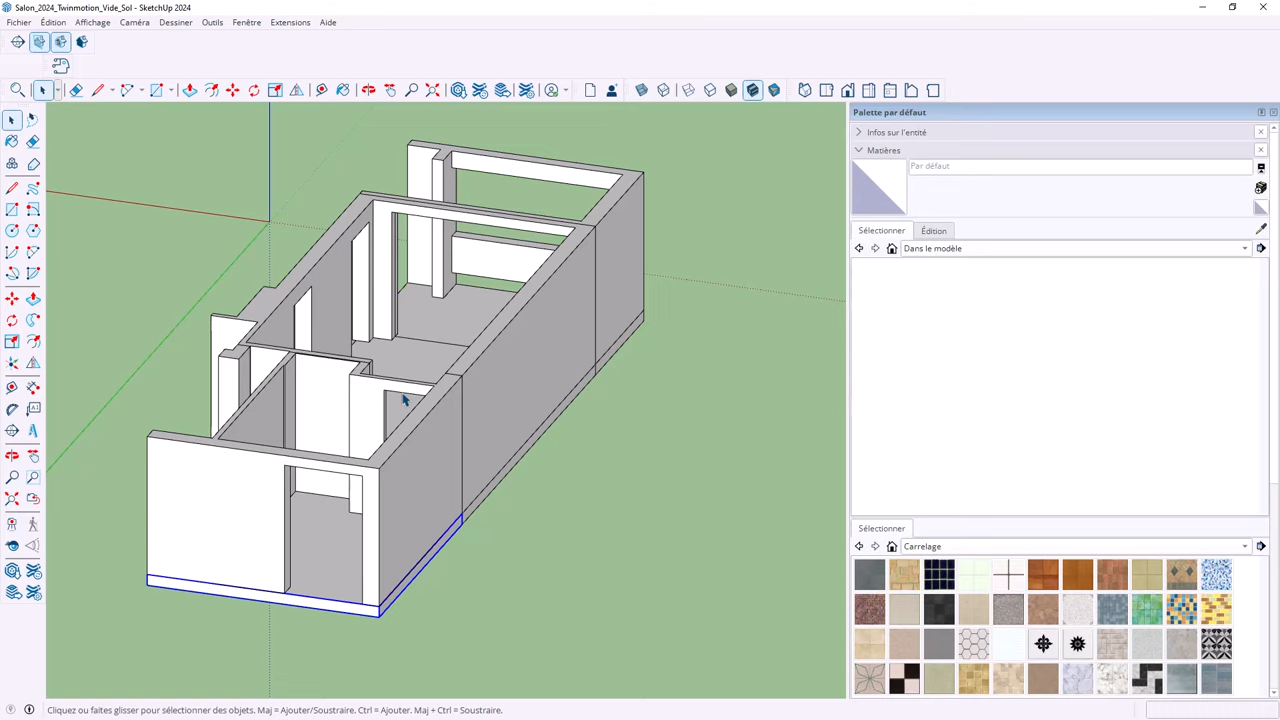 Salon_2024_Twinmotion_Vide_Sol - SketchUp 2024
Fichier Édition Affichage Caméra Dessiner Outils Fenêtre Extensions Aide
Palette par défaut
Infos sur l'entité
Matières
Par défaut
Sélectionner Édition
Dans le modèle
Sélectionner
Carrelage
Cliquez ou faites glisser pour sélectionner des objets. Maj = Ajouter/Soustraire. Ctrl = Ajouter. Maj + Ctrl = Soustraire.